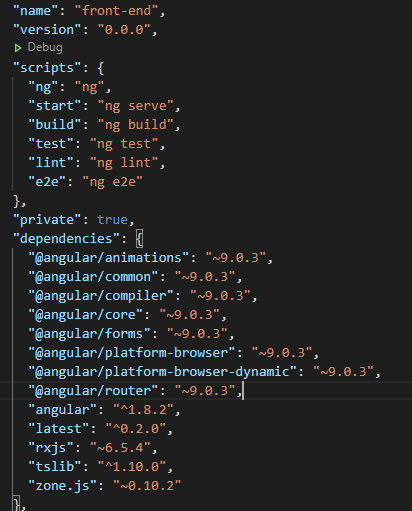 "name": "front-end",
"version": "0.0.0",
Debug
"scripts": {
"ng": "ng",
"start": "ng serve",
"build": "ng build",
"test": "ng test",
"lint": "ng lint",
"e2e": "ng e2e"
},
"private": true,
"dependencies": {
"@angular/animations": "~9.0.3",
"@angular/common": "~9.0.3",
"@angular/compiler": "~9.0.3",
"@angular/core": "~9.0.3",
"@angular/forms": "~9.0.3",
"@angular/platform-browser": "~9.0.3",
"@angular/platform-browser-dynamic": "~9.0.3",
"@angular/router": "~9.0.3",
"angular": "^1.8.2",
"latest": "^0.2.0",
"rxjs": "~6.5.4",
"tslib": "^1.10.0",
"zone.js": "~0.10.2"
},